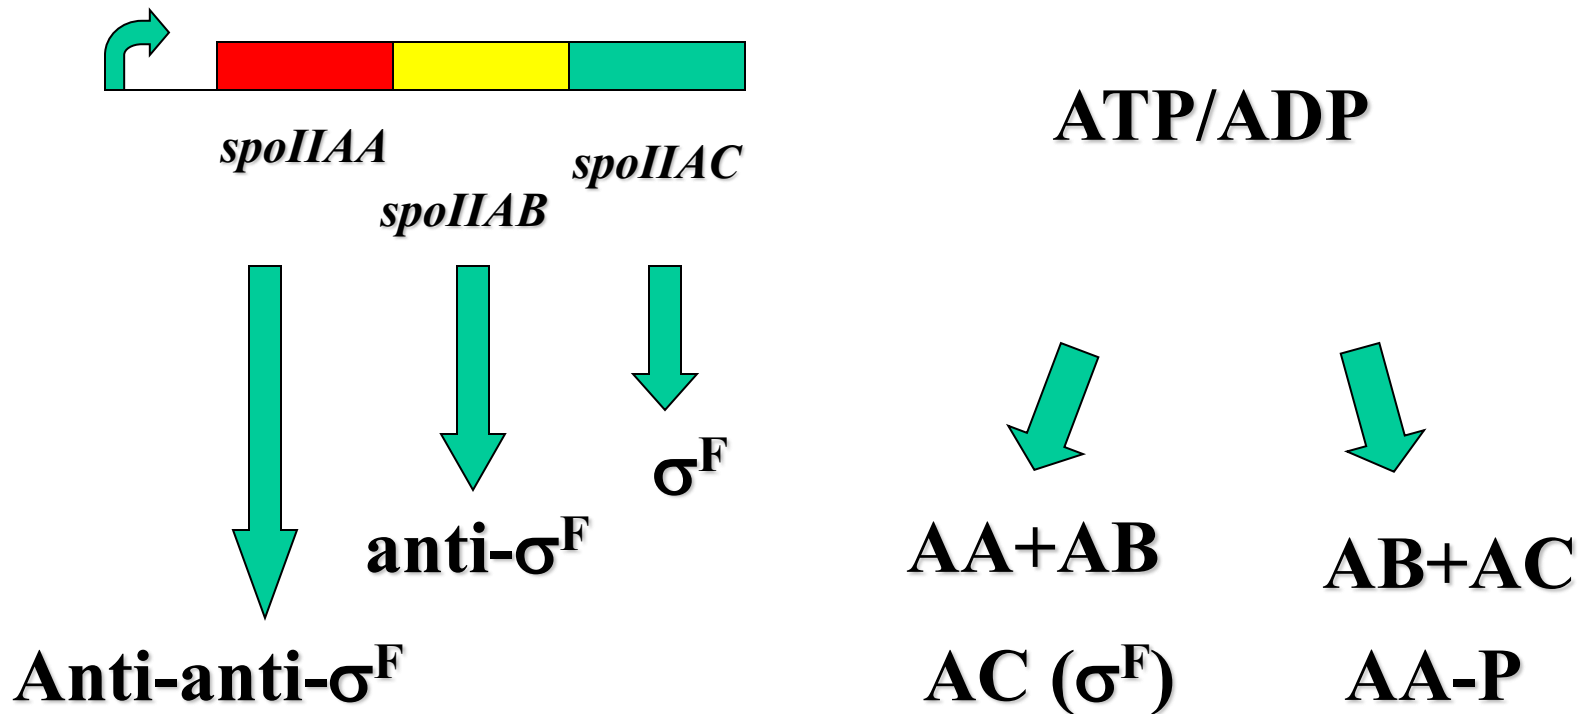 spoIIAA
spoIIAB
spoIIAC
σF
anti-σF
Anti-anti-σF
ATP/ADP
AA+AB
AC (σF)
AB+AC
AA-P